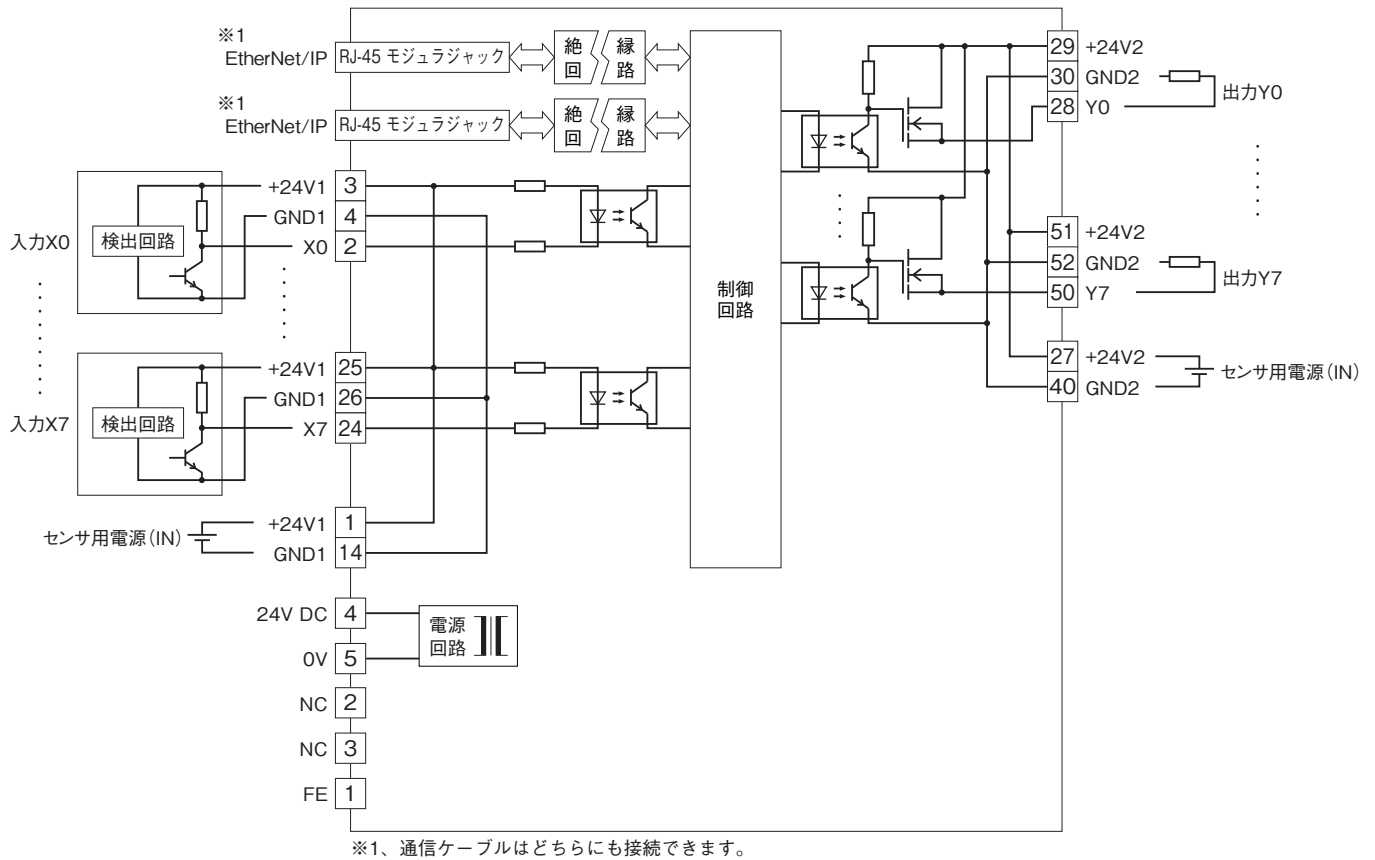 ※1
EtherNet/IP
RJ-45 モジュラジャック
絶縁
回路
※1
EtherNet/IP
RJ-45 モジュラジャック
絶縁
回路
入力X0
検出回路
+24V1
3
GND1
4
X0
2
入力X7
検出回路
+24V1
25
GND1
26
X7
24
センサ用電源(IN)
+24V1
1
GND1
14
24V DC
4
0V
5
電源
回路
NC
2
NC
3
FE
1
制御
回路
29
+24V2
30
GND2
28
Y0
出力Y0
51
+24V2
52
GND2
50
Y7
出力Y7
27
+24V2
40
GND2
センサ用電源(IN)
※1、通信ケーブルはどちらにも接続できます。